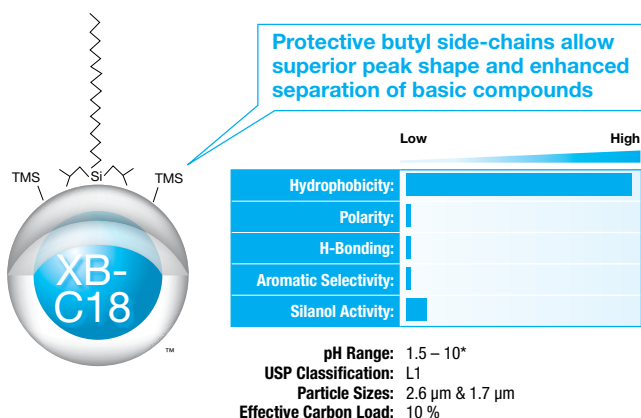 Protective butyl side-chains allow
superior peak shape and enhanced
separation of basic compounds
Low High
TMS Si TMS
Hydrophobicity:
Polarity:
H-Bonding:
Aromatic Selectivity:
Silanol Activity:
XB-
C18
™
pH Range: 1.5 – 10*
USP Classification: L1
Particle Sizes: 2.6 µm & 1.7 µm
Effective Carbon Load: 10 %